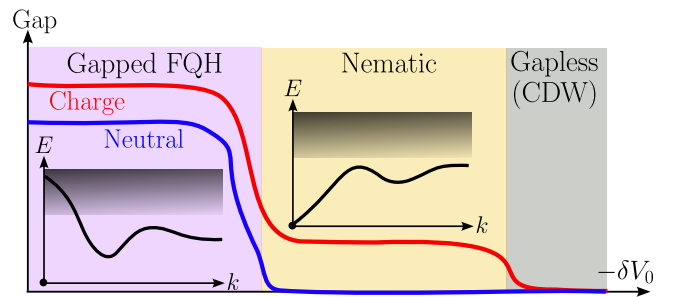 Gap
Gapped FQH
Nematic
Gapless
(CDW)
Charge
Neutral
E
k
E
k
−δV₀